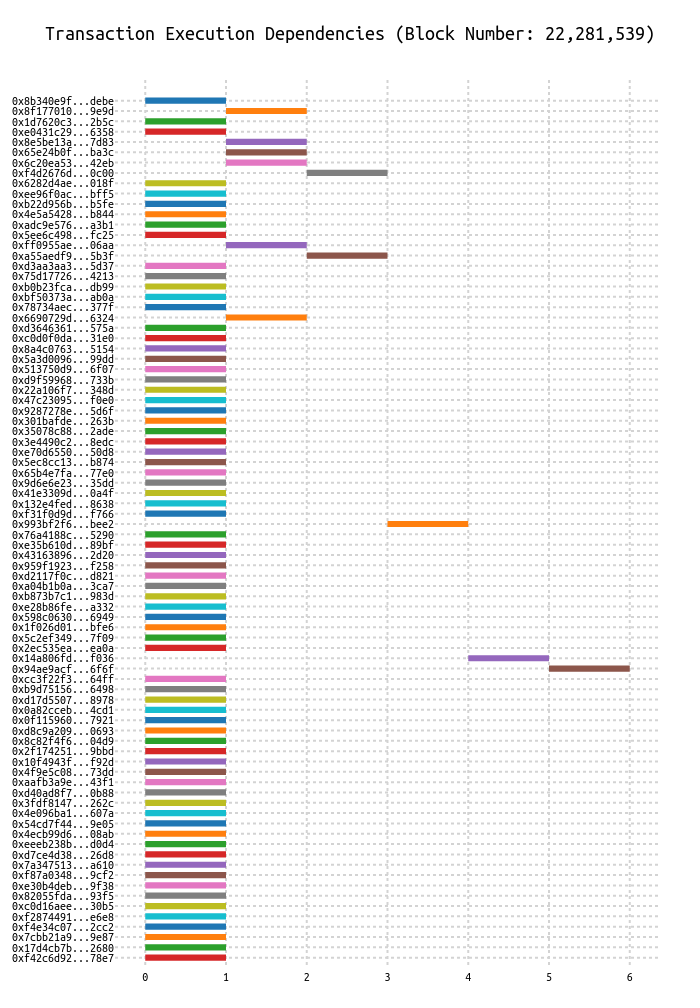 Transaction Execution Dependencies (Block Number: 22,281,539)
0x8b340e9f...debe
0x8f177010...9e9d
0x1d7620c3...2b5c
0xe0431c29...6358
0x8e5be13a...7d83
0x65e24b0f...ba3c
0x6c20ea53...42eb
0xf4d2676d...0c00
0x6282d4ae...018f
0xee96f0ac...bff5
0xb22d956b...b5fe
0x4e5a5428...b844
0xadc9e576...a3b1
0x5ee6c498...fc25
0xff0955ae...06aa
0xa55aedf9...5b3f
0xd3aa3aa3...5d37
0x75d17726...4213
0xb0b23fca...db99
0xbf50373a...ab0a
0x78734aec...377f
0x6690729d...6324
0xd3646361...575a
0xc0d0f0da...31e0
0x8a4c0763...5154
0x5a3d0096...99dd
0x513750d9...6f07
0xd9f59968...733b
0x22a106f7...348d
0x47c23095...f0e0
0x9287278e...5d6f
0x301bafde...263b
0x35078c88...2ade
0x3e4490c2...8edc
0xe70d6550...50d8
0x5ec8cc13...b874
0x65b4e7fa...77e0
0x9d6e6e23...35dd
0x41e3309d...0a4f
0x132e4fed...8638
0xf31f0d9d...f766
0x993bf2f6...bee2
0x76a4188c...5290
0xe35b610d...89bf
0x43163896...2d20
0x959f1923...f258
0xd2117f0c...d821
0xa04b1b0a...3ca7
0xb873b7c1...983d
0xe28b86fe...a332
0x598c0630...6949
0x1f026d01...bfe6
0x5c2ef349...7f09
0x2ec535ea...ea0a
0x14a806fd...f036
0x94ae9acf...6f6f
0xcc3f22f3...64ff
0xb9d75156...6498
0xd17d5507...8978
0x0a82cceb...4cd1
0x0f115960...7921
0xd8c9a209...0693
0x8c82f4f6...04d9
0x2f174251...9bbd
0x10f4943f...f92d
0x4f9e5c08...73dd
0xaafb3a9e...43f1
0xd40ad8f7...0b88
0x3fdf8147...262c
0x4e096ba1...607a
0x54cd7f44...9e05
0x4ecb99d6...08ab
0xeeeb238b...d0d4
0xd7ce4d38...26d8
0x7a347513...a610
0xf87a0348...9cf2
0xe30b4deb...9f38
0x82055fda...93f5
0xc0d16aee...30b5
0xf2874491...e6e8
0xf4e34c07...2cc2
0x7cbb21a9...9e87
0x17d4cb7b...2680
0xf42c6d92...78e7
0 1 2 3 4 5 6